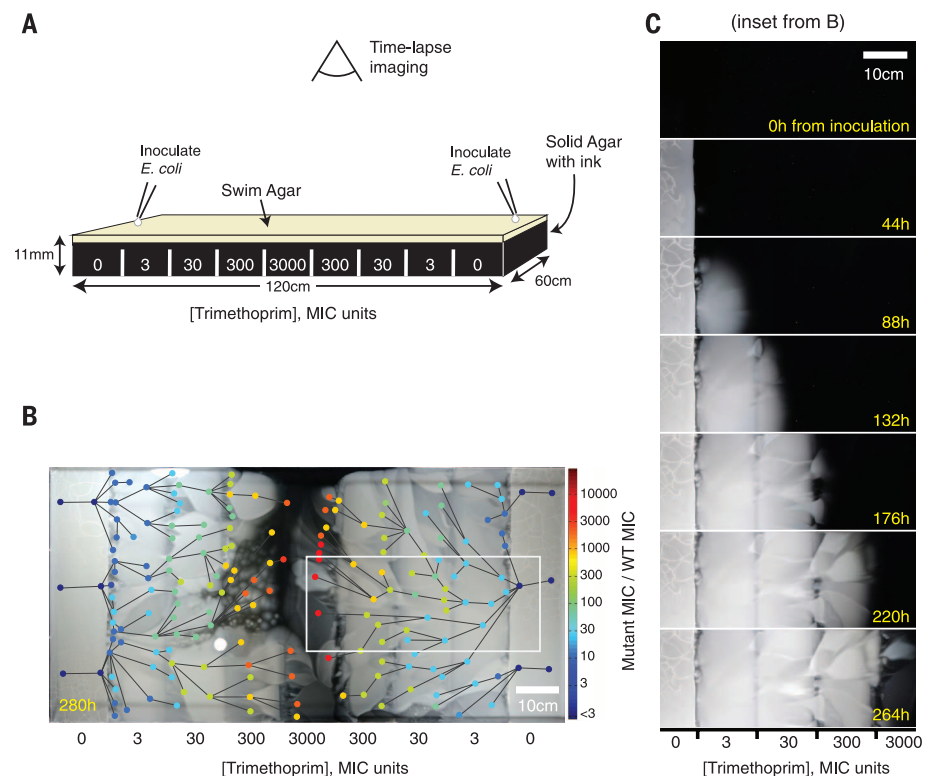 A
Time-lapse
imaging
Inoculate
E. coli
Swim Agar
Inoculate
E. coli
Solid Agar
with ink
11mm
0 3 30 300 3000 300 30 3 0
120cm
60cm
[Trimethoprim], MIC units
B
280h
10cm
10000
3000
1000
300
100
30
10
3
<3
Mutant MIC / WT MIC
0 3 30 300 3000 300 30 3 0
[Trimethoprim], MIC units
C
(inset from B)
10cm
0h from inoculation
44h
88h
132h
176h
220h
264h
0 3 30 300 3000
[Trimethoprim], MIC units